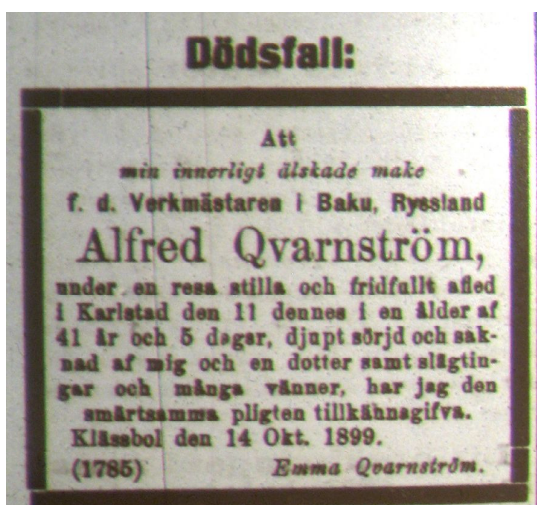 Dödsfall:
Att
min innerligt älskade make
f. d. Verkmästaren i Baku, Ryssland
Alfred Qvarnström,
under en resa stilla och fridfullt afled
i Karlstad den 11 dennes i en ålder af
41 år och 5 dagar, djupt sörjd och sak-
nad af mig och en dotter samt slägtin-
gar och många vänner, har jag den
smärtsamma pligten tillkännagifva.
Klässbol den 14 Okt. 1899.
(1785) Emma Qvarnström.